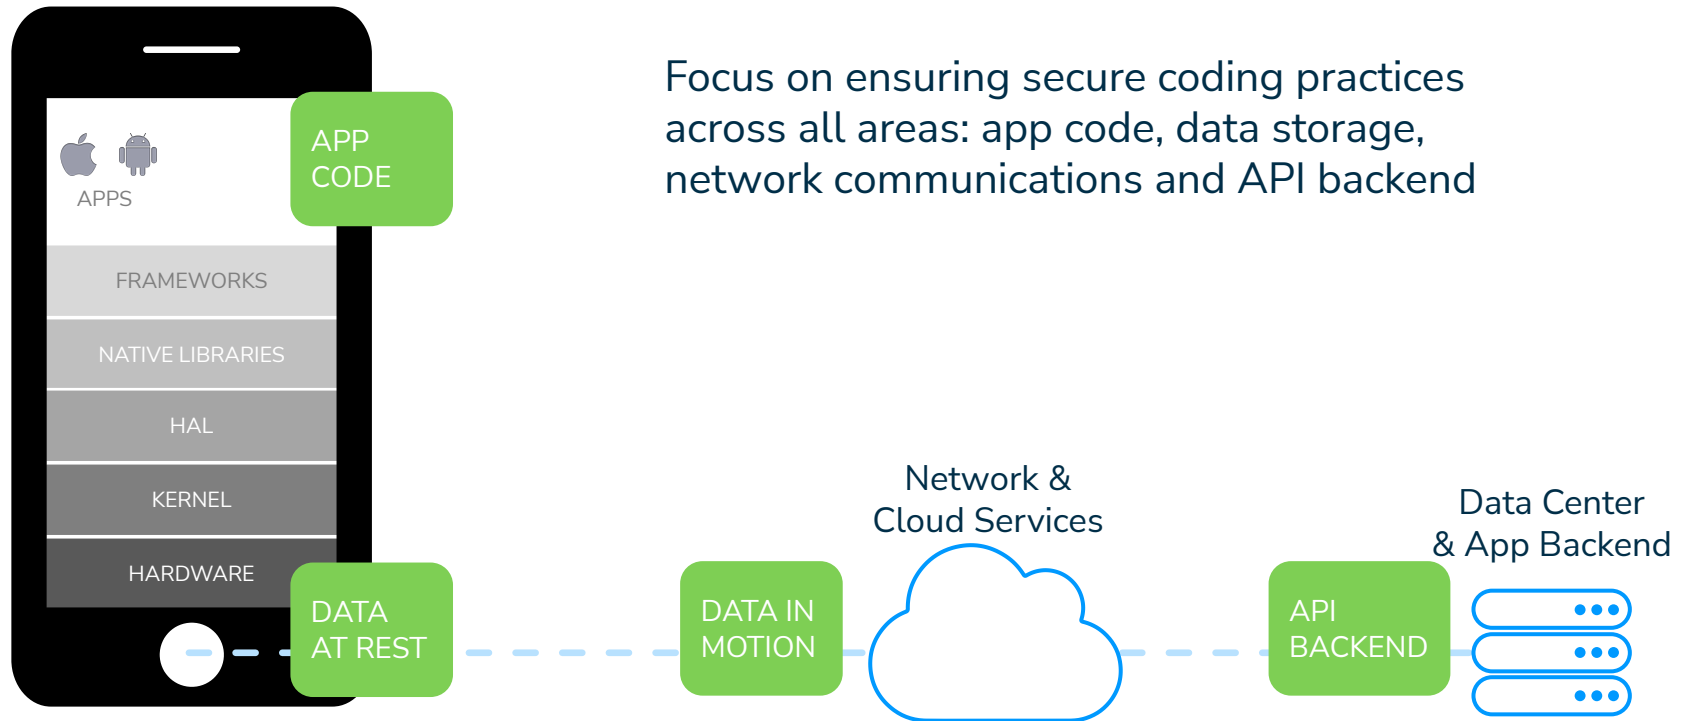 Focus on ensuring secure coding practices
across all areas: app code, data storage,
network communications and API backend
APP
CODE
APPS
FRAMEWORKS
NATIVE LIBRARIES
HAL
KERNEL
HARDWARE
DATA
AT REST
DATA IN
MOTION
Network &
Cloud Services
API
BACKEND
Data Center
& App Backend